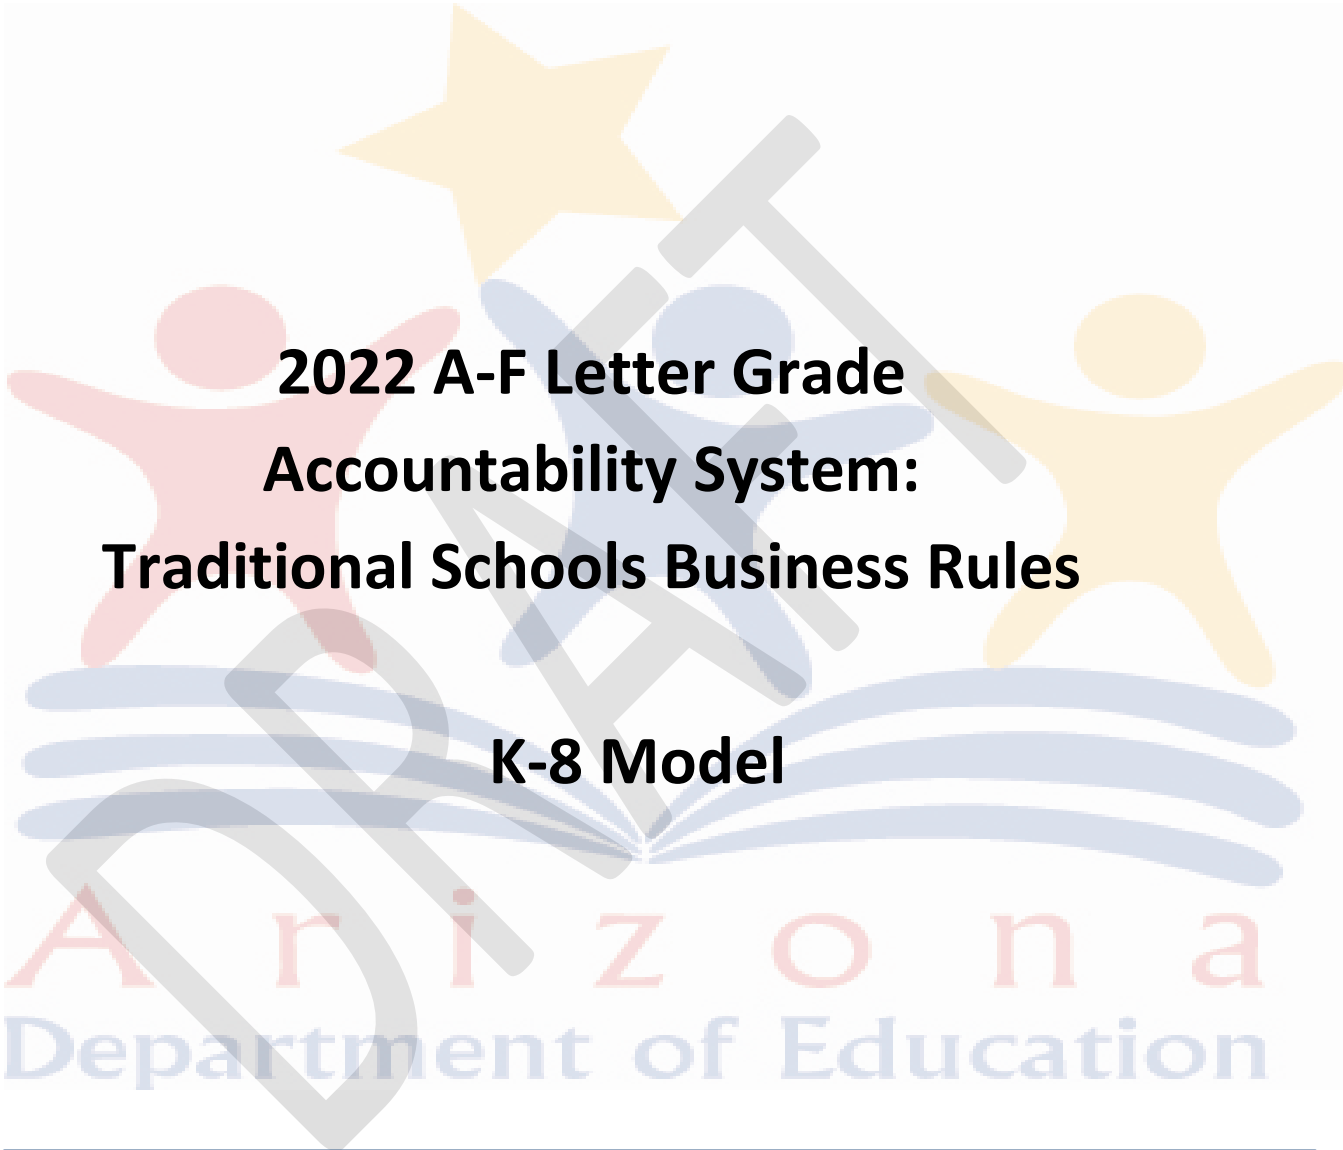 2022 A-F Letter Grade
Accountability System:
Traditional Schools Business Rules
K-8 Model
DRAFT
Arizona
Department of Education